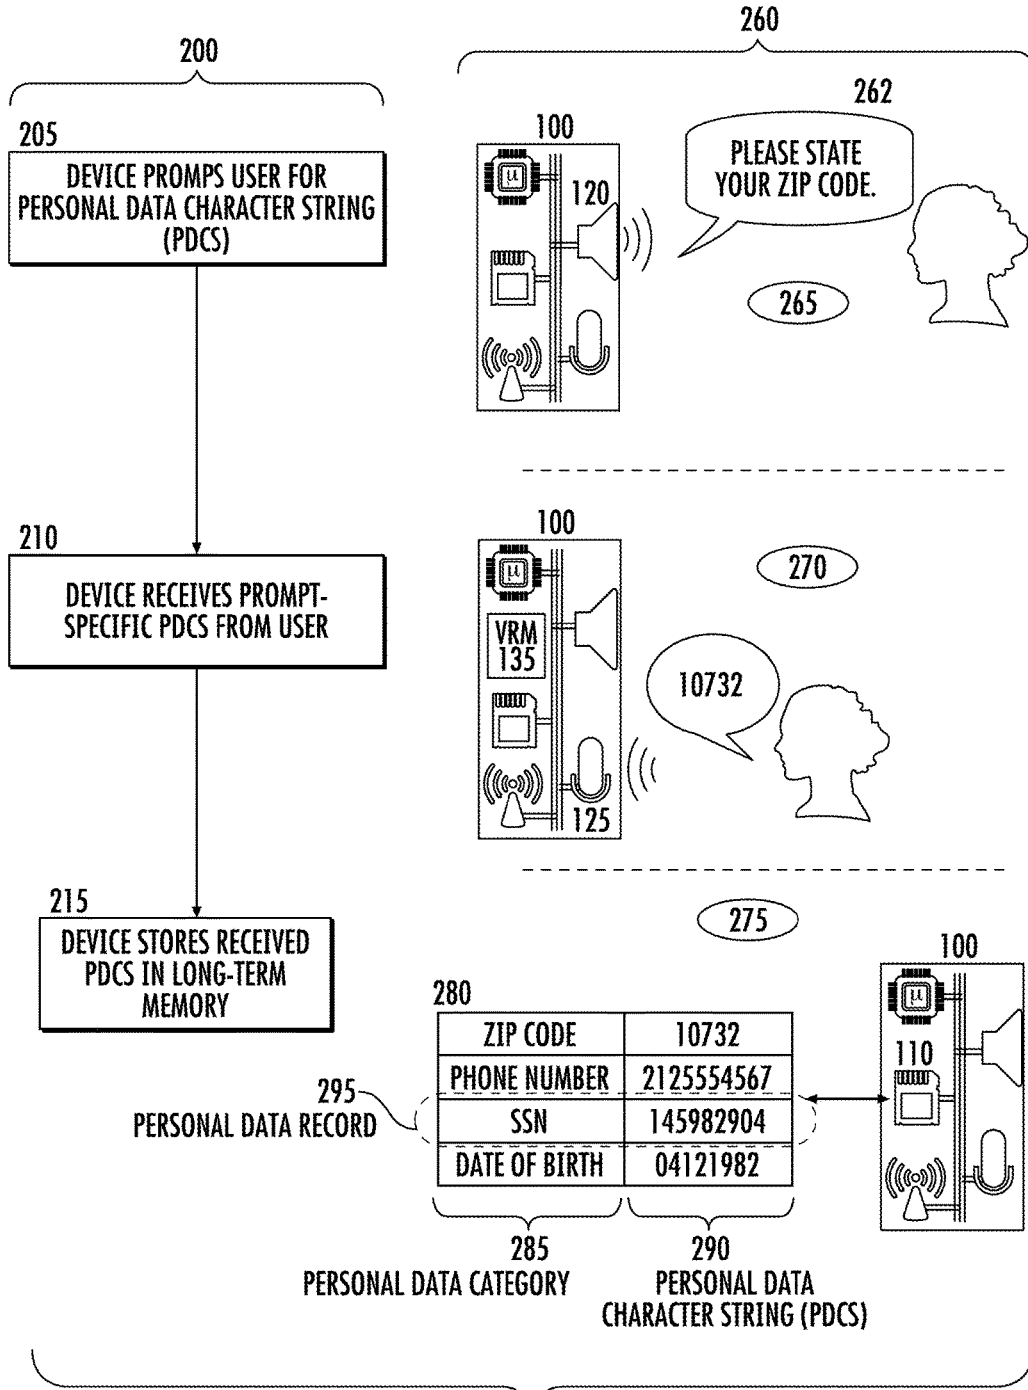 200
205
DEVICE PROMPS USER FOR
PERSONAL DATA CHARACTER STRING
(PDCS)
210
DEVICE RECEIVES PROMPT-
SPECIFIC PDCS FROM USER
215
DEVICE STORES RECEIVED
PDCS IN LONG-TERM
MEMORY
260
262
100
PLEASE STATE
YOUR ZIP CODE.
μ
120
265
100
270
μ
VRM
135
10732
125
275
100
μ
110
280
ZIP CODE 10732
PHONE NUMBER 2125554567
SSN 145982904
DATE OF BIRTH 04121982
295
PERSONAL DATA RECORD
285
PERSONAL DATA CATEGORY
290
PERSONAL DATA
CHARACTER STRING (PDCS)